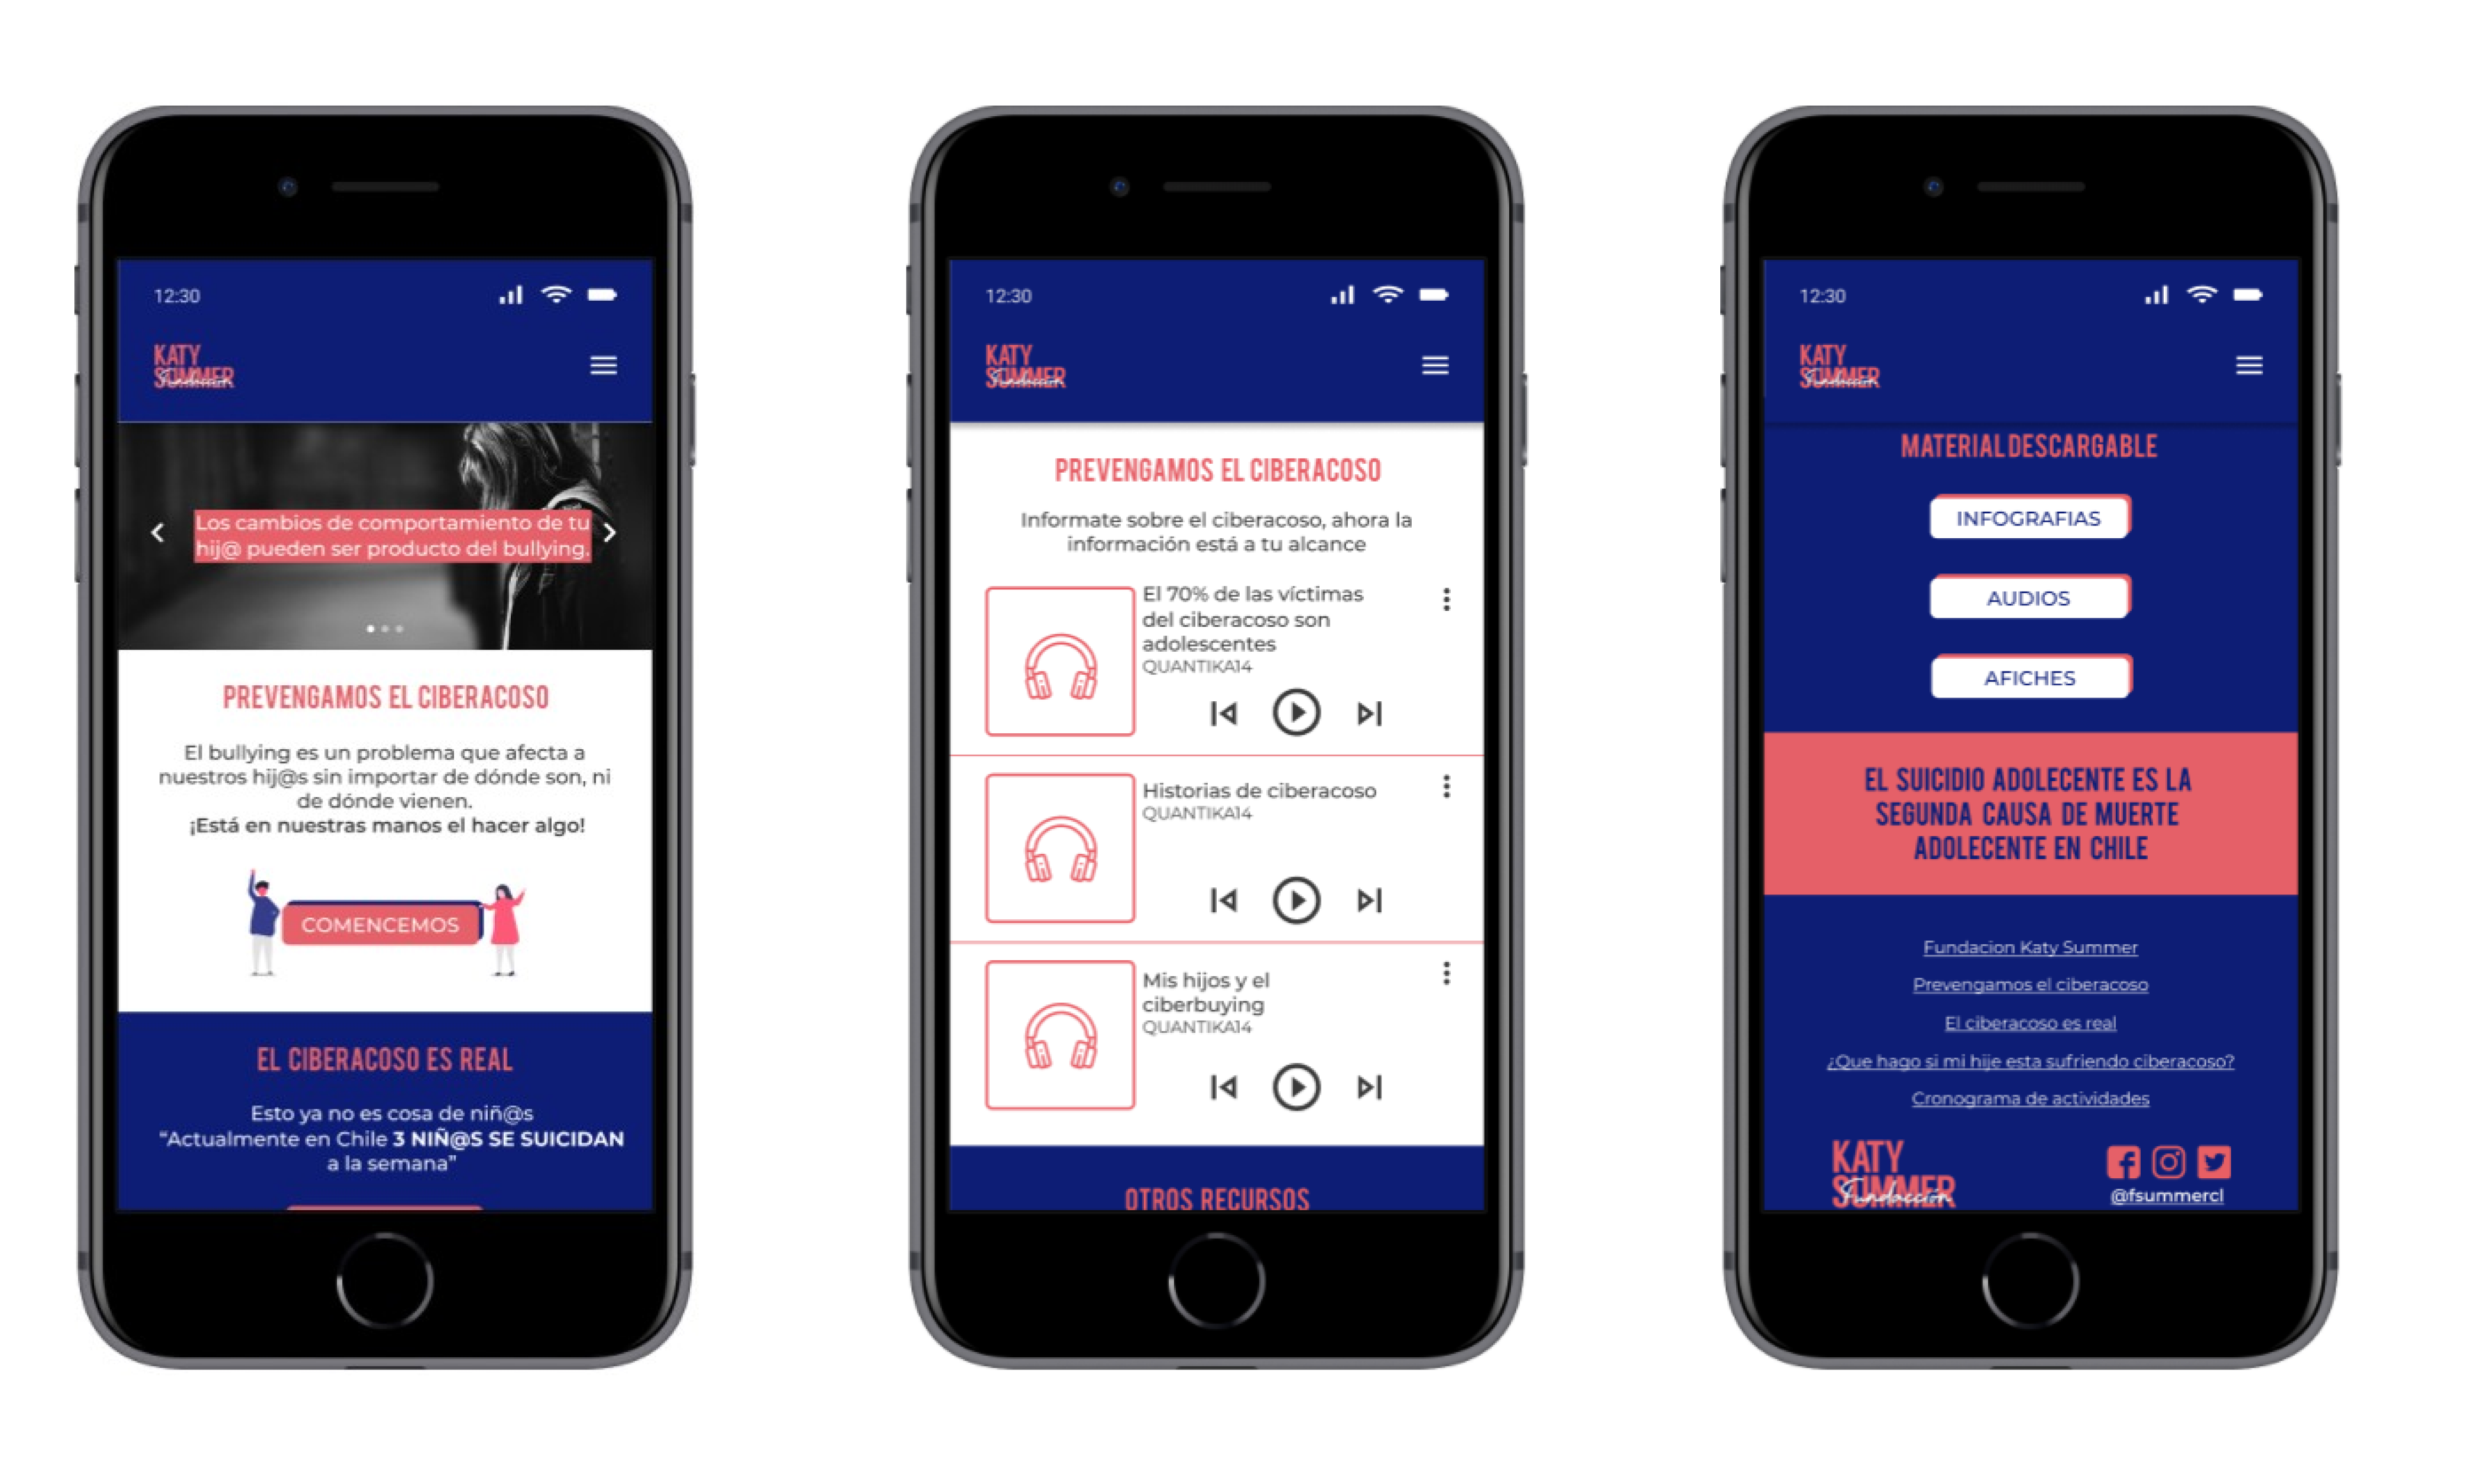 12:30
KATY
SUMMER
Fundacción
Los cambios de comportamiento de tu
hij@ pueden ser producto del bullying.
PREVENGAMOS EL CIBERACOSO
El bullying es un problema que afecta a
nuestros hij@s sin importar de dónde son, ni
de dónde vienen.
¡Está en nuestras manos el hacer algo!
COMENCEMOS
EL CIBERACOSO ES REAL
Esto ya no es cosa de niñ@s
“Actualmente en Chile 3 NIÑ@S SE SUICIDAN
a la semana”
12:30
KATY
SUMMER
Fundacción
PREVENGAMOS EL CIBERACOSO
Informate sobre el ciberacoso, ahora la
información está a tu alcance
El 70% de las víctimas
del ciberacoso son
adolescentes
QUANTIKA14
Historias de ciberacoso
QUANTIKA14
Mis hijos y el
ciberbuying
QUANTIKA14
OTROS RECURSOS
12:30
KATY
SUMMER
Fundacción
MATERIAL DESCARGABLE
INFOGRAFIAS
AUDIOS
AFICHES
EL SUICIDIO ADOLECENTE ES LA
SEGUNDA CAUSA DE MUERTE
ADOLECENTE EN CHILE
Fundacion Katy Summer
Prevengamos el ciberacoso
El ciberacoso es real
¿Que hago si mi hije esta sufriendo ciberacoso?
Cronograma de actividades
KATY
SUMMER
Fundacción
@fsummercl